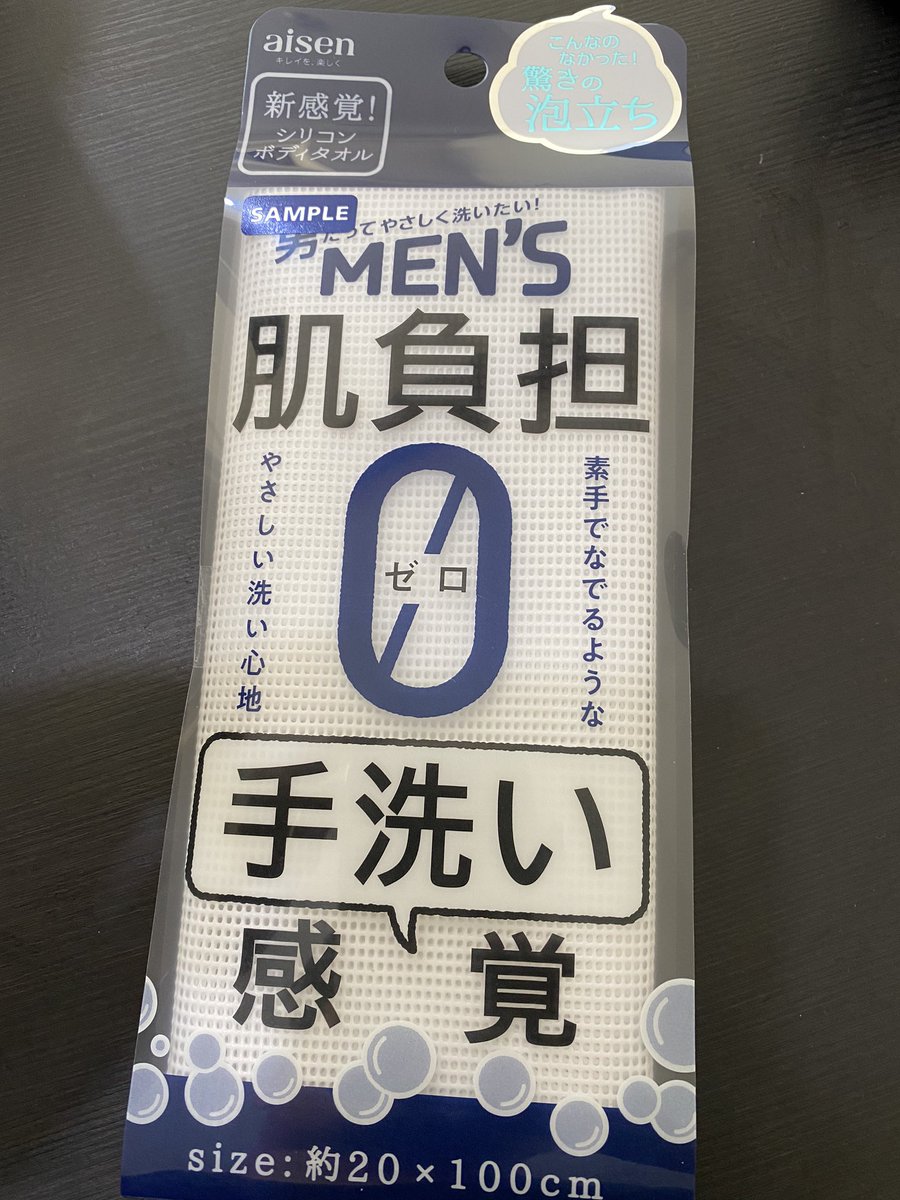 aisen
キレイを、楽しく
新感覚!
シリコン
ボディタオル
こんなの
なかった!
驚きの
泡立ち
SAMPLE
男だってやさしく洗いたい!
MEN'S
肌負担
0
ゼロ
素手でなでるような
やさしい洗い心地
手洗い
感覚
size:約20×100cm